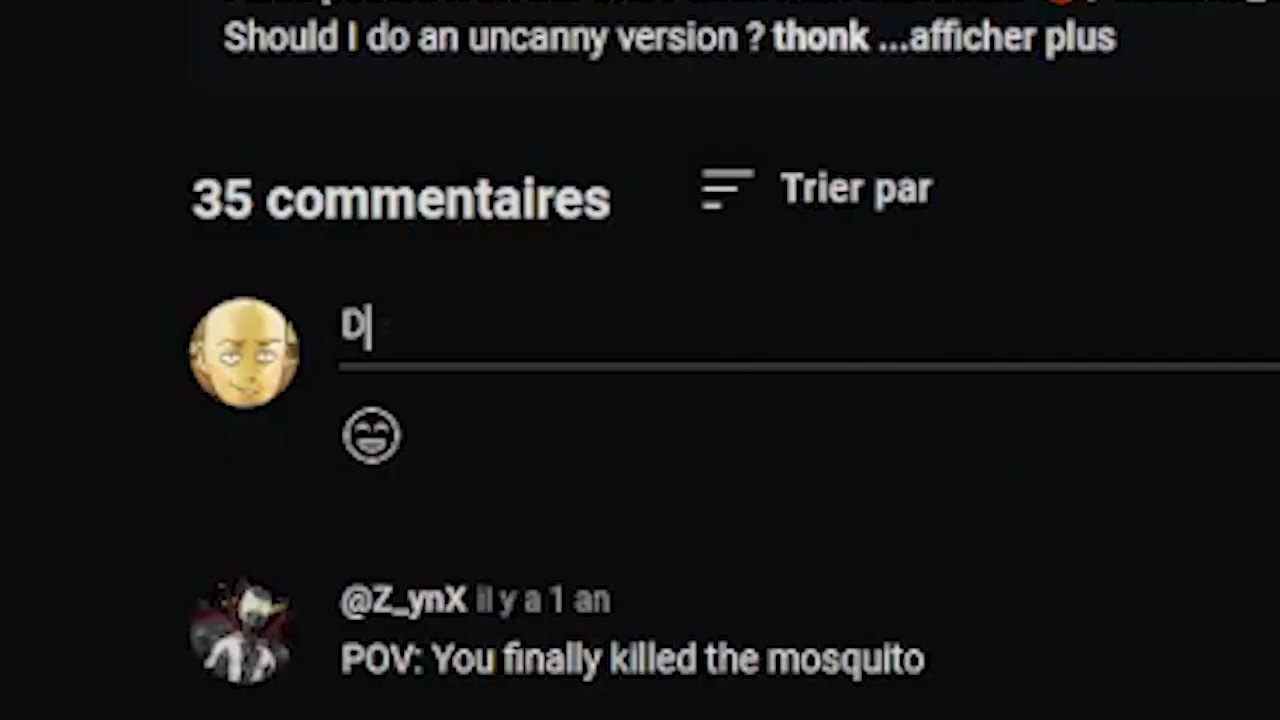 Should I do an uncanny version ? thonk ...afficher plus
35 commentaires
Trier par
D
@Z_ynX il y a 1 an
POV: You finally killed the mosquito